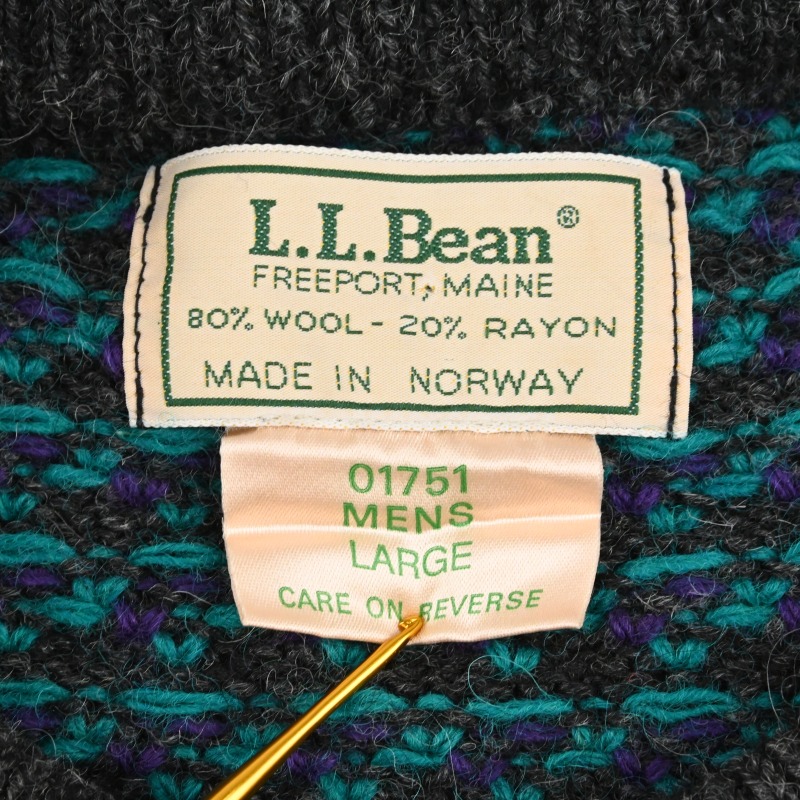 L.L.Bean®
FREEPORT, MAINE
80% WOOL - 20% RAYON
MADE IN NORWAY
01751
MENS
LARGE
CARE ON REVERSE